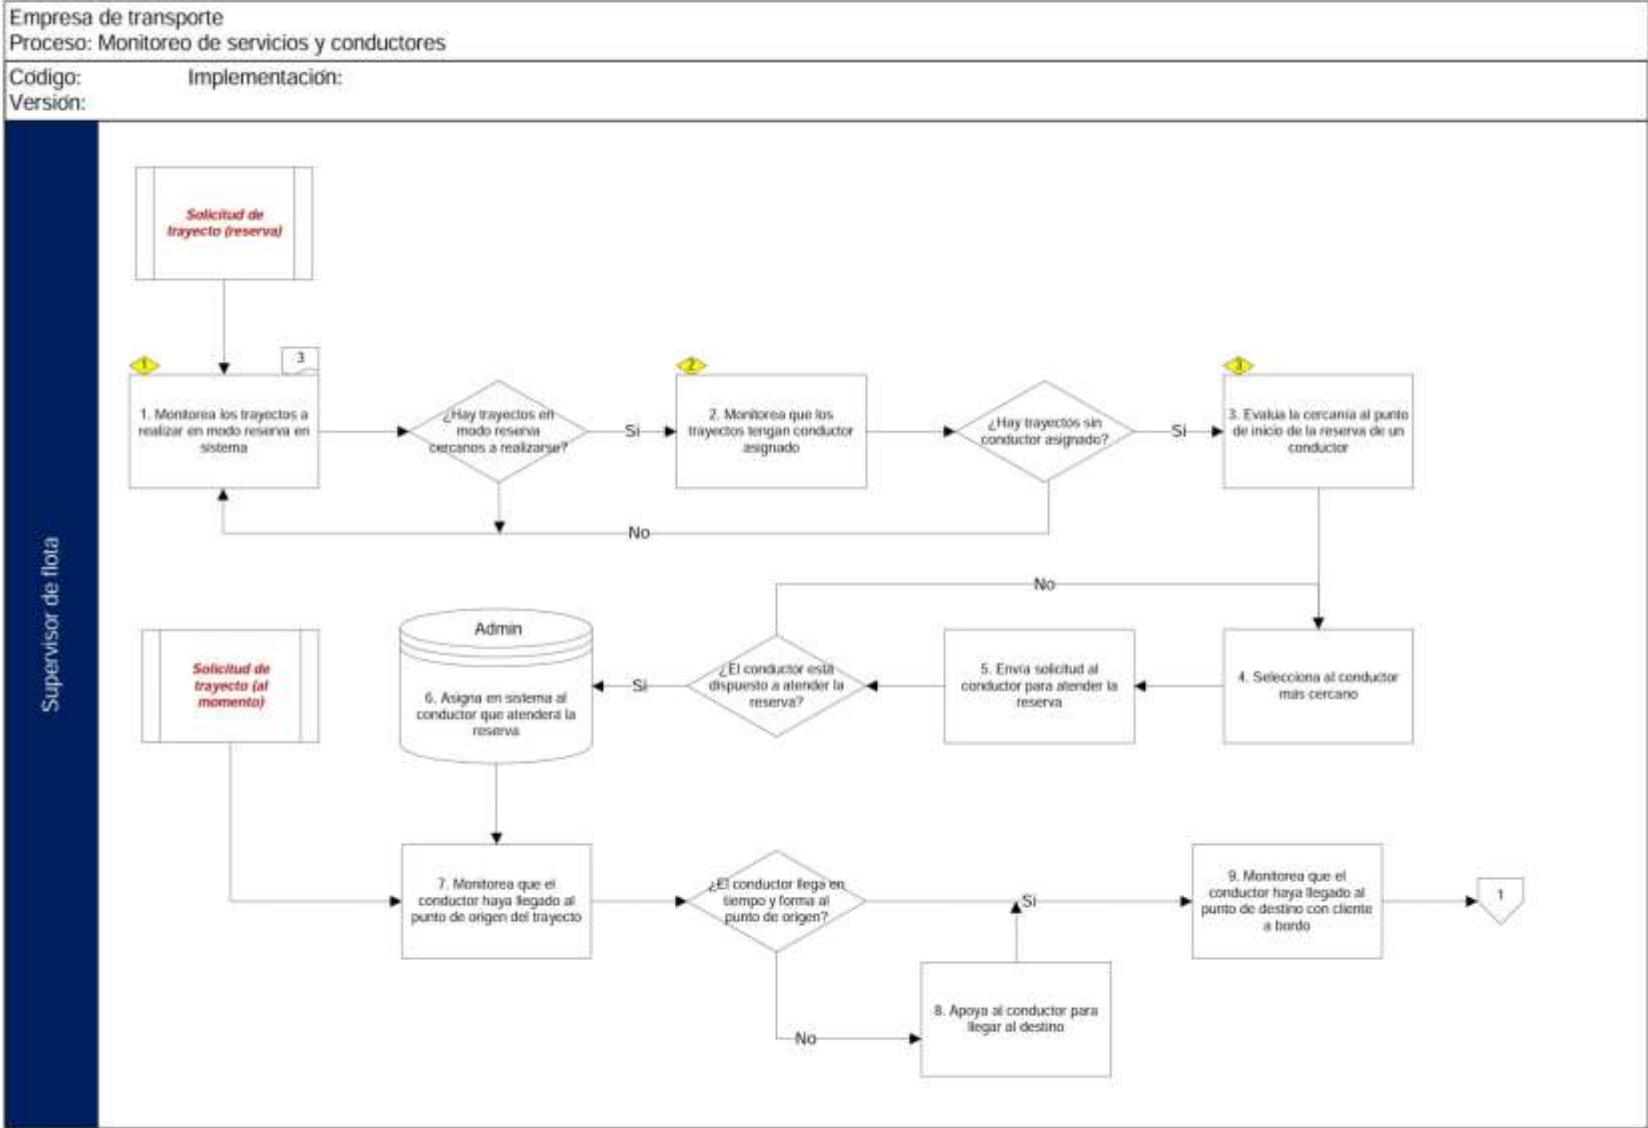 Empresa de transporte
Proceso: Monitoreo de servicios y conductores
Código:
Implementación:
Versión:
Supervisor de flota
Solicitud de
trayecto (reserva)
1
3
1. Monitorea los trayectos a
realizar en modo reserva en
sistema
¿Hay trayectos en
modo reserva
cercanos a realizarse?
Si
2
2. Monitorea que los
trayectos tengan conductor
asignado
¿Hay trayectos sin
conductor asignado?
Si
3
3. Evalua la cercanía al punto
de inicio de la reserva de un
conductor
No
No
Solicitud de
trayecto (al
momento)
Admin
6. Asigna en sistema al
conductor que atenderá la
reserva
Si
¿El conductor está
dispuesto a atender la
reserva?
5. Envía solicitud al
conductor para atender la
reserva
4. Selecciona al conductor
más cercano
7. Monitorea que el
conductor haya llegado al
punto de origen del trayecto
¿El conductor llega en
tiempo y forma al
punto de origen?
Si
9. Monitorea que el
conductor haya llegado al
punto de destino con cliente
a bordo
1
No
8. Apoya al conductor para
llegar al destino